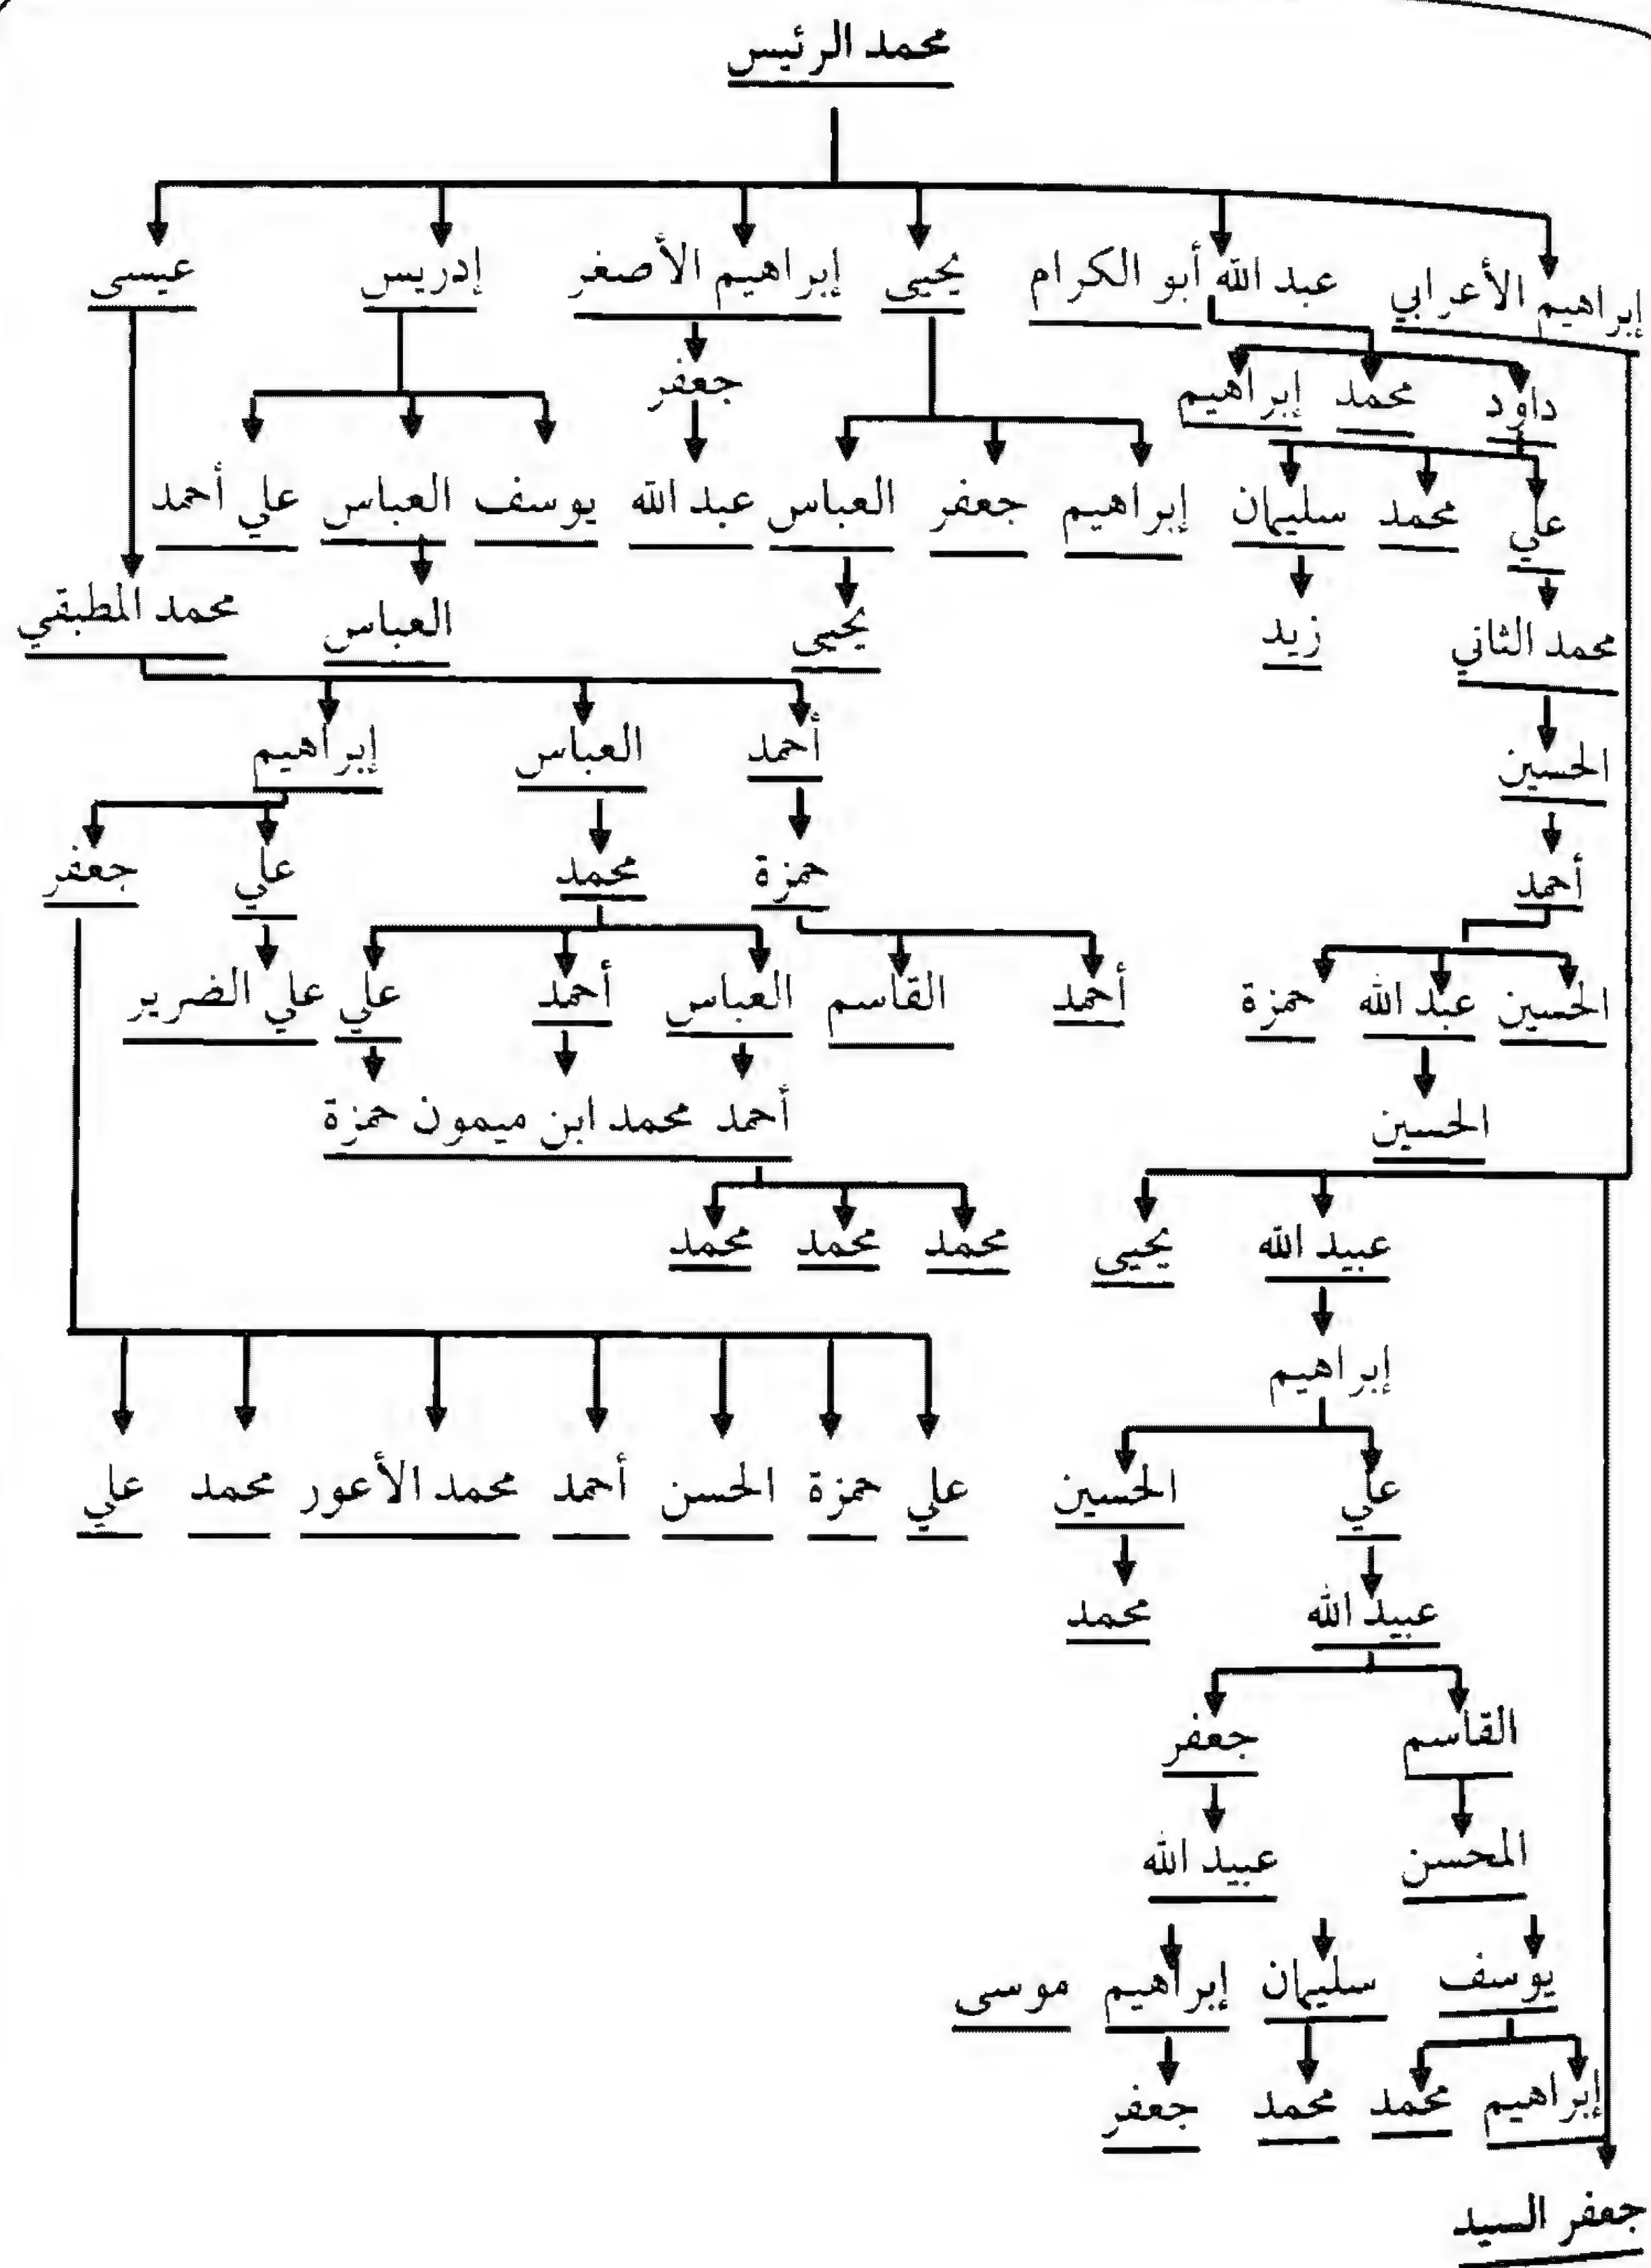 محمد الرئيس
إبراهيم الأعرابي عبد الله أبو الكرام يحيى إبراهيم الأصغر إدريس عيسى
داود محمد إبراهيم جعفر
علي محمد سليمان إبراهيم جعفر العباس عبد الله يوسف العباس علي أحمد
محمد الثاني زيد يحيى العباس محمد المطبقي
الحسين أحمد العباس إبراهيم
أحمد حمزة محمد علي جعفر
الحسين عبد الله حمزة أحمد القاسم العباس أحمد علي علي الضرير
الحسين أحمد محمد ابن ميمون حمزة
عبيد الله يحيى محمد محمد محمد
إبراهيم
علي الحسين علي حمزة الحسن أحمد محمد الأعور محمد علي
عبيد الله محمد
القاسم جعفر
المحسن عبيد الله
يوسف سليمان إبراهيم موسى
إبراهيم محمد محمد جعفر
جعفر السيد